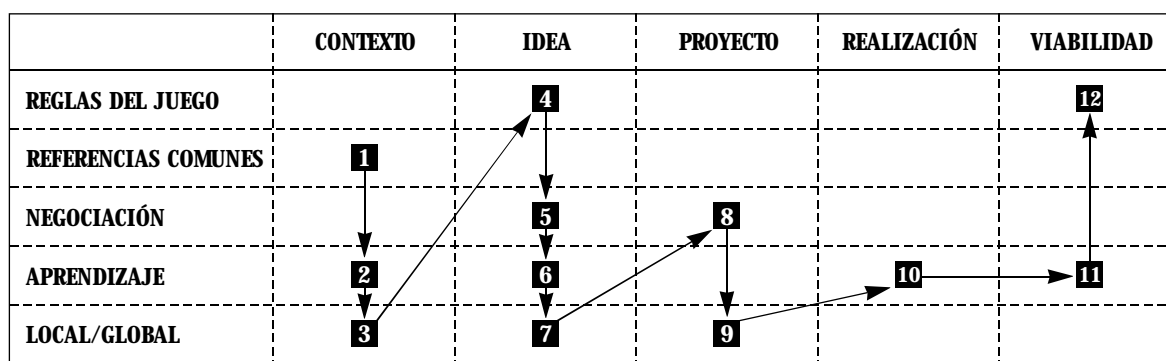 CONTEXTO IDEA PROYECTO REALIZACIÓN VIABILIDAD
REGLAS DEL JUEGO 4 12
REFERENCIAS COMUNES 1
NEGOCIACIÓN 5 8
APRENDIZAJE 2 6 10 11
LOCAL/GLOBAL 3 7 9